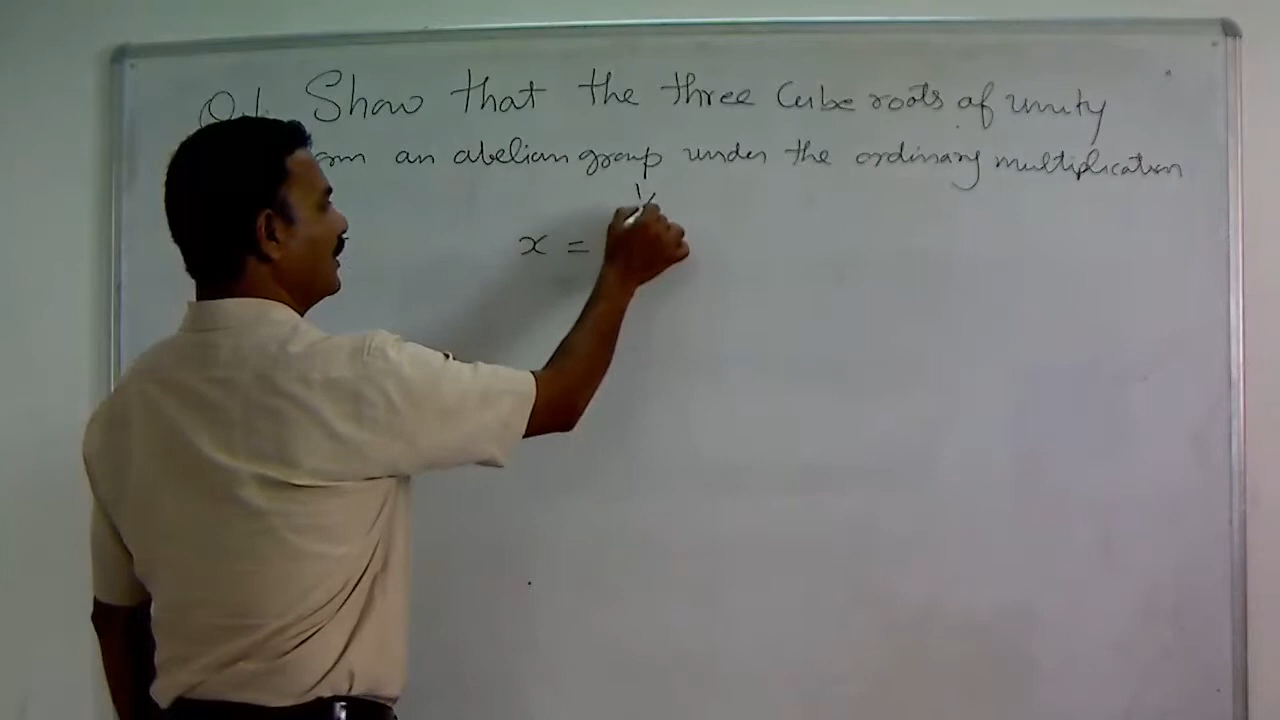 Show that the three Cube roots of unity
an abelian group under the ordinary multiplication
x =